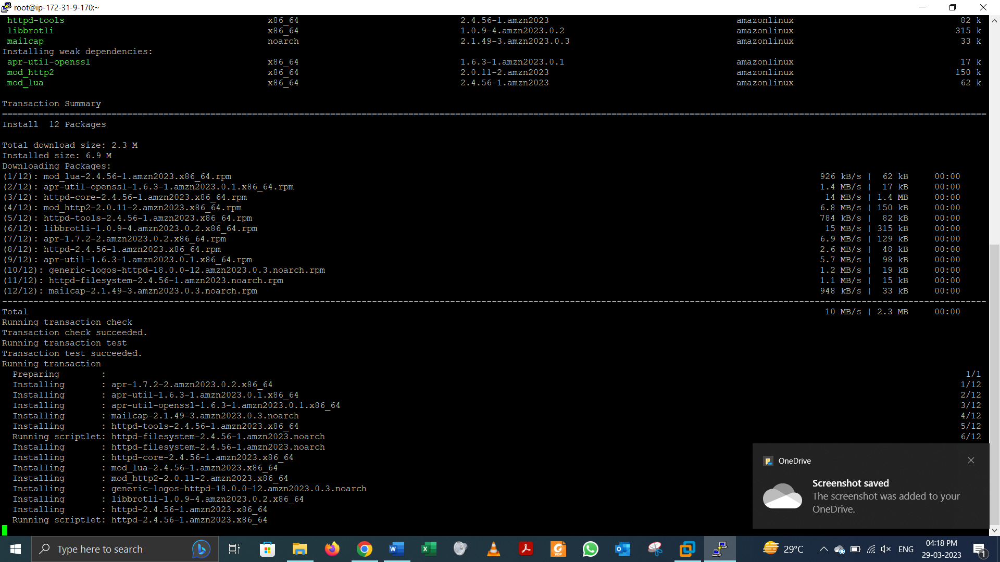 root@ip-172-31-9-170:~
httpd-tools x86_64 2.4.56-1.amzn2023 amazonlinux 82 k
libbrotli x86_64 1.0.9-4.amzn2023.0.2 amazonlinux 315 k
mailcap noarch 2.1.49-3.amzn2023.0.3 amazonlinux 33 k
Installing weak dependencies:
apr-util-openssl x86_64 1.6.3-1.amzn2023.0.1 amazonlinux 17 k
mod_http2 x86_64 2.0.11-2.amzn2023 amazonlinux 150 k
mod_lua x86_64 2.4.56-1.amzn2023 amazonlinux 62 k
Transaction Summary
Install 12 Packages
Total download size: 2.3 M
Installed size: 6.9 M
Downloading Packages:
(1/12): mod_lua-2.4.56-1.amzn2023.x86_64.rpm 926 kB/s | 62 kB 00:00
(2/12): apr-util-openssl-1.6.3-1.amzn2023.0.1.x86_64.rpm 1.4 MB/s | 17 kB 00:00
(3/12): httpd-core-2.4.56-1.amzn2023.x86_64.rpm 14 MB/s | 1.4 MB 00:00
(4/12): mod_http2-2.0.11-2.amzn2023.x86_64.rpm 6.8 MB/s | 150 kB 00:00
(5/12): httpd-tools-2.4.56-1.amzn2023.x86_64.rpm 784 kB/s | 82 kB 00:00
(6/12): libbrotli-1.0.9-4.amzn2023.0.2.x86_64.rpm 15 MB/s | 315 kB 00:00
(7/12): apr-1.7.2-2.amzn2023.0.2.x86_64.rpm 6.9 MB/s | 129 kB 00:00
(8/12): httpd-2.4.56-1.amzn2023.x86_64.rpm 2.6 MB/s | 48 kB 00:00
(9/12): apr-util-1.6.3-1.amzn2023.0.1.x86_64.rpm 5.7 MB/s | 98 kB 00:00
(10/12): generic-logos-httpd-18.0.0-12.amzn2023.0.3.noarch.rpm 1.2 MB/s | 19 kB 00:00
(11/12): httpd-filesystem-2.4.56-1.amzn2023.noarch.rpm 1.1 MB/s | 15 kB 00:00
(12/12): mailcap-2.1.49-3.amzn2023.0.3.noarch.rpm 948 kB/s | 33 kB 00:00
Total 10 MB/s | 2.3 MB 00:00
Running transaction check
Transaction check succeeded.
Running transaction test
Transaction test succeeded.
Running transaction
Preparing : 1/1
Installing : apr-1.7.2-2.amzn2023.0.2.x86_64 1/12
Installing : apr-util-1.6.3-1.amzn2023.0.1.x86_64 2/12
Installing : apr-util-openssl-1.6.3-1.amzn2023.0.1.x86_64 3/12
Installing : mailcap-2.1.49-3.amzn2023.0.3.noarch 4/12
Installing : httpd-tools-2.4.56-1.amzn2023.x86_64 5/12
Running scriptlet: httpd-filesystem-2.4.56-1.amzn2023.noarch 6/12
Installing : httpd-filesystem-2.4.56-1.amzn2023.noarch
Installing : httpd-core-2.4.56-1.amzn2023.x86_64
Installing : mod_lua-2.4.56-1.amzn2023.x86_64
Installing : mod_http2-2.0.11-2.amzn2023.x86_64
Installing : generic-logos-httpd-18.0.0-12.amzn2023.0.3.noarch
Installing : libbrotli-1.0.9-4.amzn2023.0.2.x86_64
Installing : httpd-2.4.56-1.amzn2023.x86_64
Running scriptlet: httpd-2.4.56-1.amzn2023.x86_64
OneDrive
Screenshot saved
The screenshot was added to your
OneDrive.
Type here to search
29°C
ENG
04:18 PM
29-03-2023
1